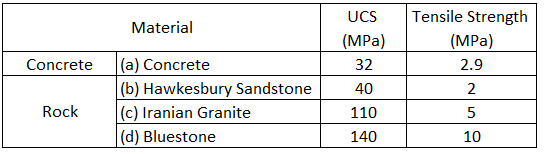 Material UCS (MPa) Tensile Strength (MPa)
Concrete (a) Concrete 32 2.9
Rock (b) Hawkesbury Sandstone 40 2
(c) Iranian Granite 110 5
(d) Bluestone 140 10